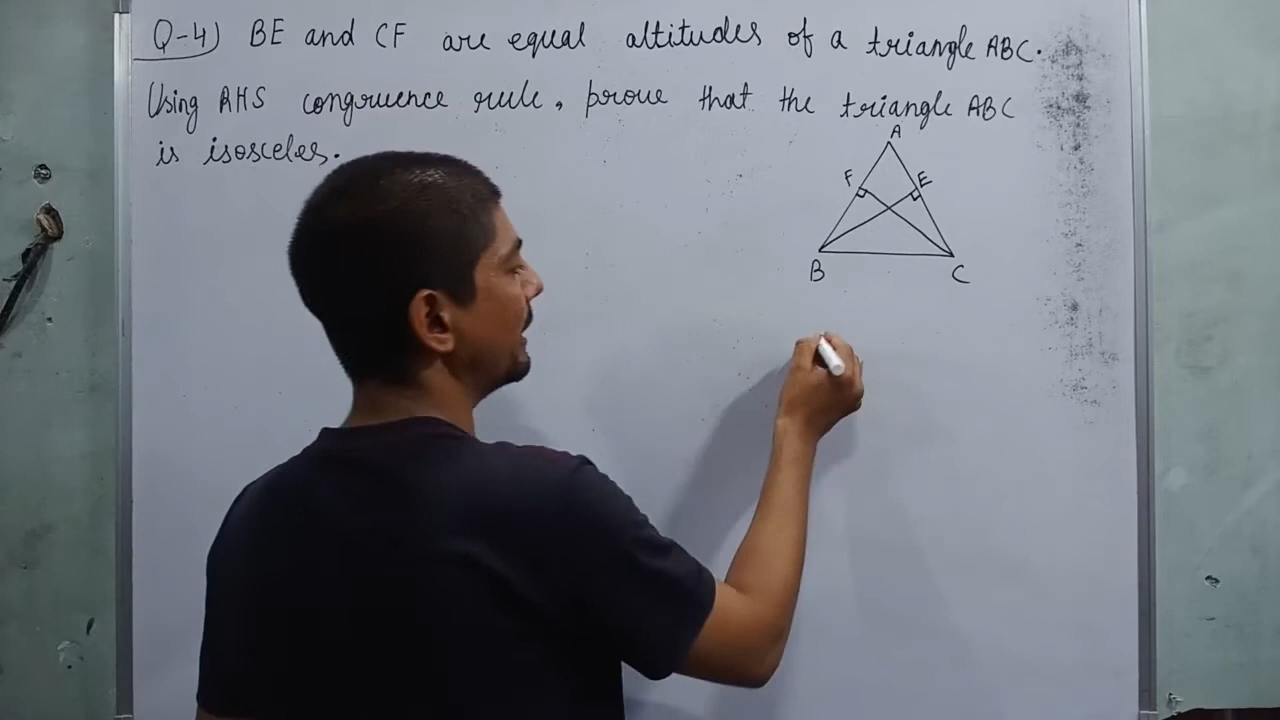 Q-4) BE and CF are equal altitudes of a triangle ABC.
Using RHS congruence rule, prove that the triangle ABC
is isosceles.
A
F E
B C